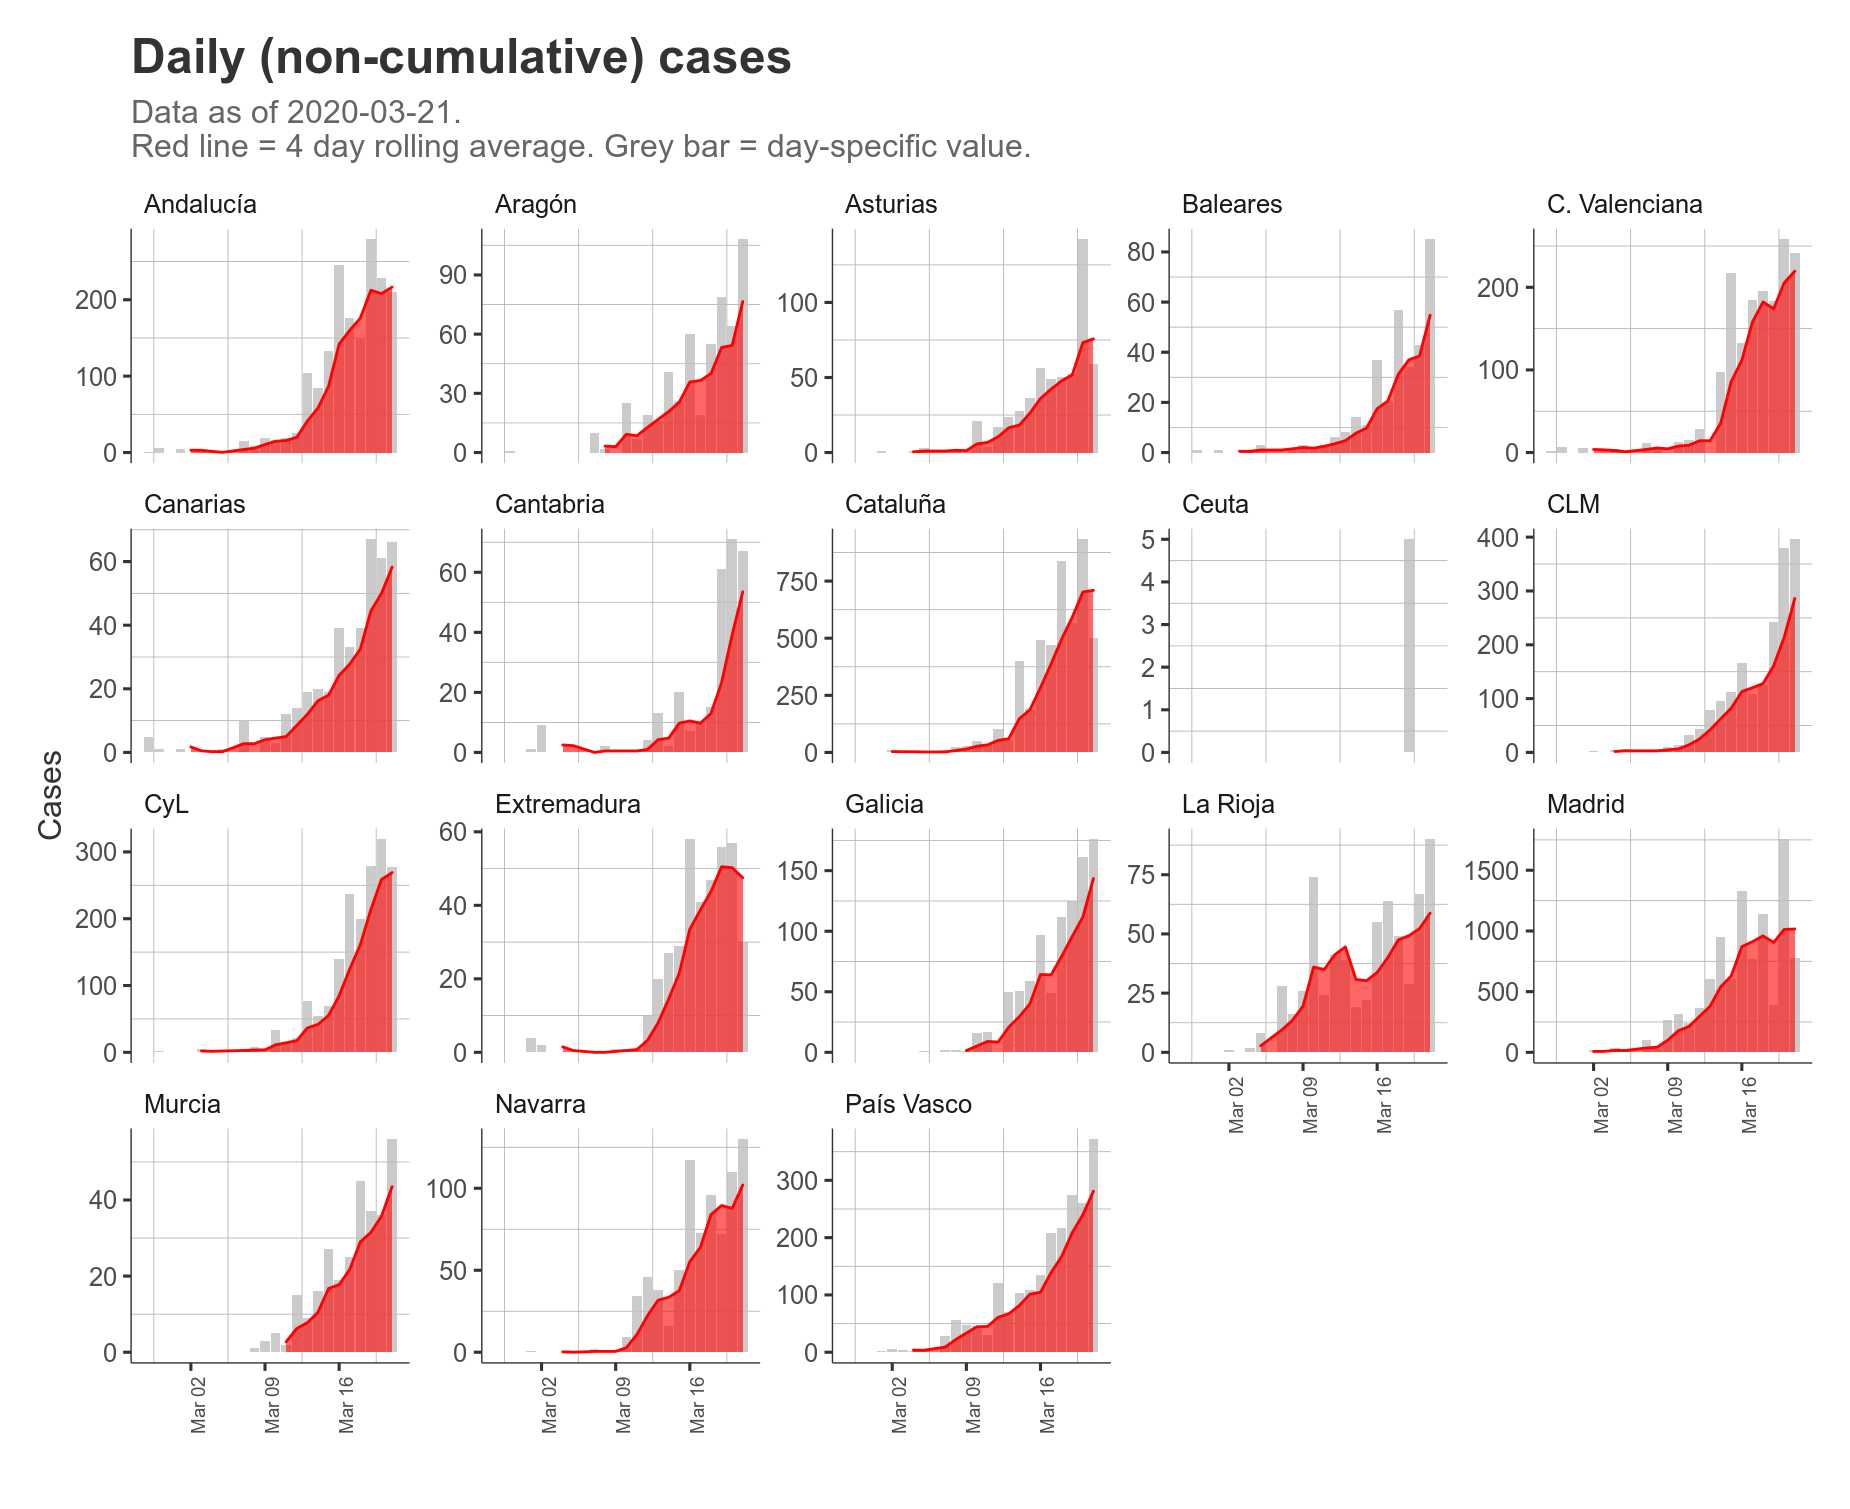 Daily (non-cumulative) cases
Data as of 2020-03-21.
Red line = 4 day rolling average. Grey bar = day-specific value.
Cases
Andalucía
200
100
0
Aragón
90
60
30
0
Asturias
100
50
0
Baleares
80
60
40
20
0
C. Valenciana
200
100
0
Canarias
60
40
20
0
Cantabria
60
40
20
0
Cataluña
750
500
250
0
Ceuta
5
4
3
2
1
0
CLM
400
300
200
100
0
CyL
300
200
100
0
Extremadura
60
40
20
0
Galicia
150
100
50
0
La Rioja
75
50
25
0
Mar 02
Mar 09
Mar 16
Madrid
1500
1000
500
0
Mar 02
Mar 09
Mar 16
Murcia
40
20
0
Mar 02
Mar 09
Mar 16
Navarra
100
50
0
Mar 02
Mar 09
Mar 16
País Vasco
300
200
100
0
Mar 02
Mar 09
Mar 16